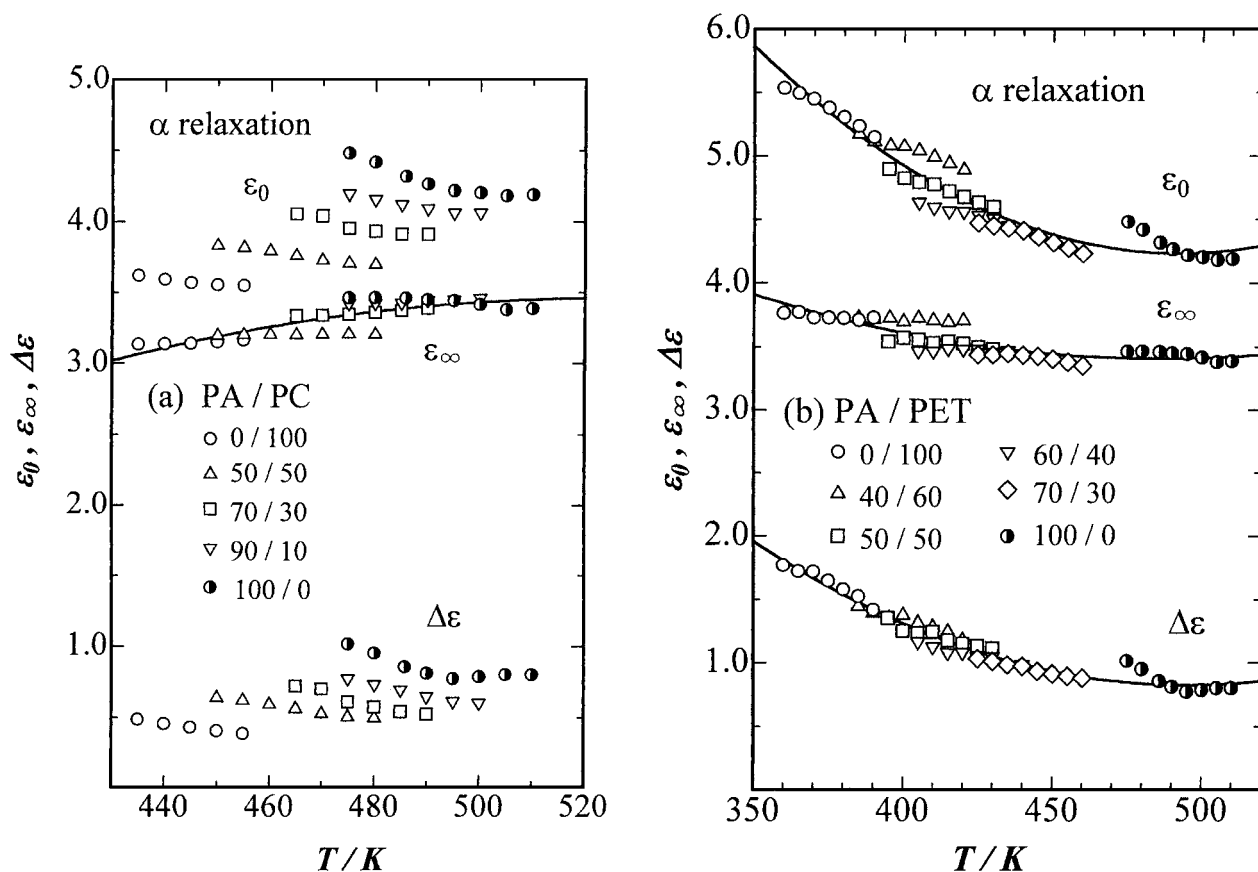 5.0
4.0
3.0
2.0
1.0
α relaxation
ε0
ε∞
(a) PA / PC
0 / 100
50 / 50
70 / 30
90 / 10
100 / 0
Δε
ε0 , ε∞ , Δε
440 460 480 500 520
T / K
6.0
5.0
4.0
3.0
2.0
1.0
α relaxation
ε0
ε∞
(b) PA / PET
0 / 100 60 / 40
40 / 60 70 / 30
50 / 50 100 / 0
Δε
ε0 , ε∞ , Δε
350 400 450 500
T / K